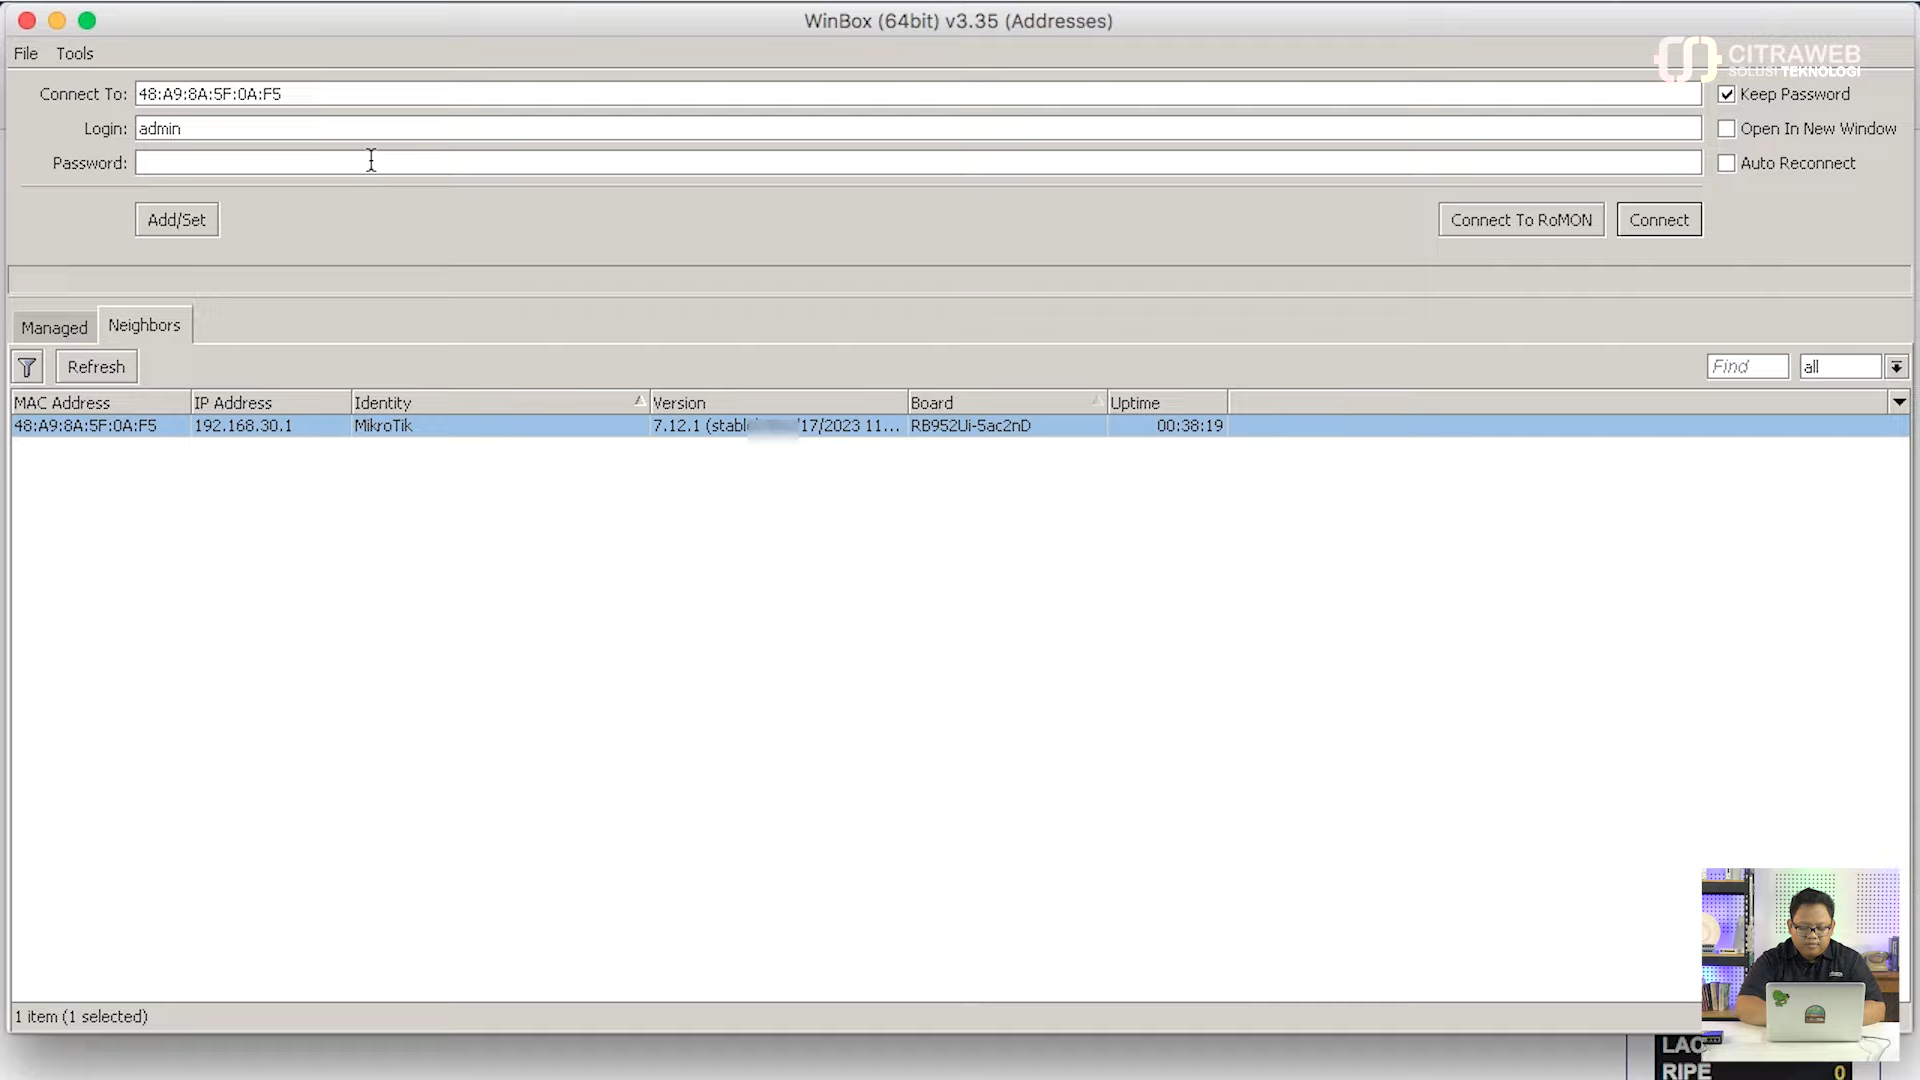 WinBox (64bit) v3.35 (Addresses)
File Tools
CITRAWEB
SOLUSI TEKNOLOGI
Connect To: 48:A9:8A:5F:0A:F5
Keep Password
Login: admin
Open In New Window
Password:
Auto Reconnect
Add/Set
Connect To RoMON
Connect
Managed
Neighbors
Refresh
Find
all
MAC Address IP Address Identity Version Board Uptime
48:A9:8A:5F:0A:F5 192.168.30.1 MikroTik 7.12.1 (stable) /17/2023 11... RB952Ui-5ac2nD 00:38:19
1 item (1 selected)
RIPE 0